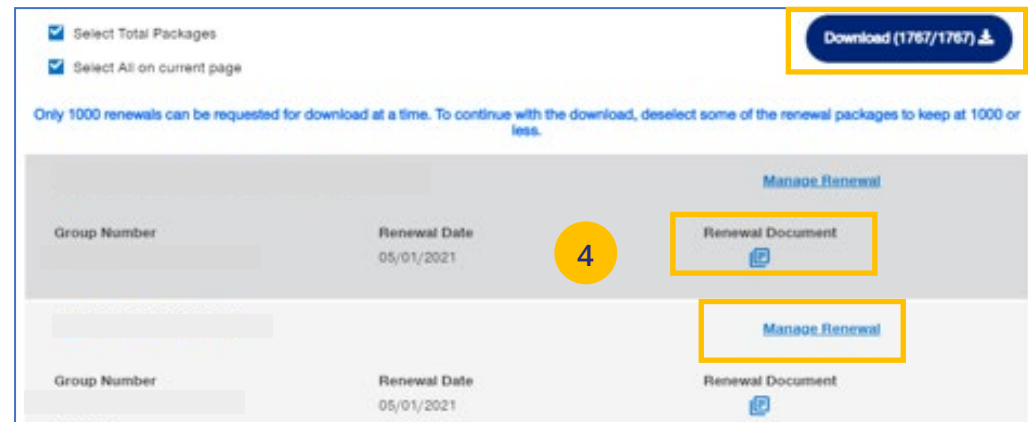 Select Total Packages
Download (1767/1767)
Select All on current page
Only 1000 renewals can be requested for download at a time. To continue with the download, deselect some of the renewal packages to keep at 1000 or
less.
Manage Renewal
Group Number Renewal Date Renewal Document
05/01/2021
4
Manage Renewal
Group Number Renewal Date Renewal Document
05/01/2021